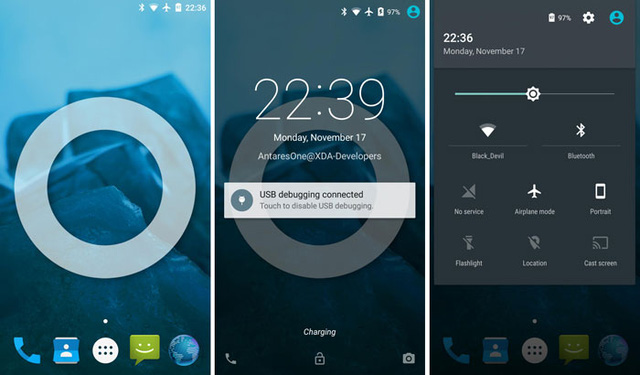 22:36
97%
22:39
Monday, November 17
AntaresOne@XDA-Developers
USB debugging connected
Touch to disable USB debugging.
Charging
97%
22:36
Monday, November 17
Black_Devil
Bluetooth
No service
Airplane mode
Portrait
Flashlight
Location
Cast screen